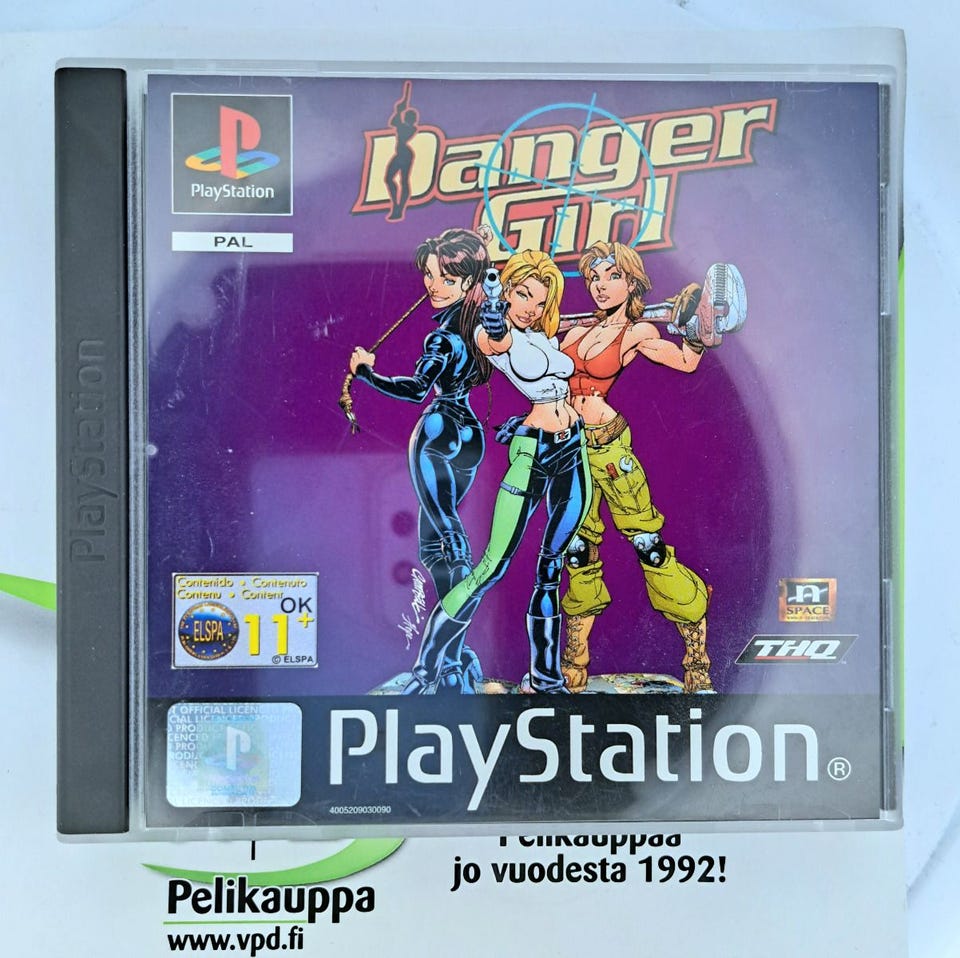 PlayStation
PlayStation
PAL
Danger
Girl
Contenido • Contenuto
Contenu • Content
OK
ELSPA
11+
© ELSPA
n
SPACE
THQ
PlayStation®
4005209030090
Pelikauppaa
jo vuodesta 1992!
Pelikauppa
www.vpd.fi